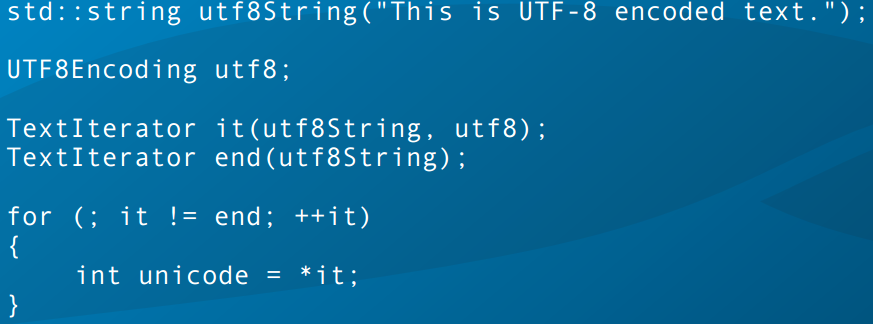 std::string utf8String("This is UTF-8 encoded text.");
UTF8Encoding utf8;
TextIterator it(utf8String, utf8);
TextIterator end(utf8String);
for (; it != end; ++it)
{
    int unicode = *it;
}